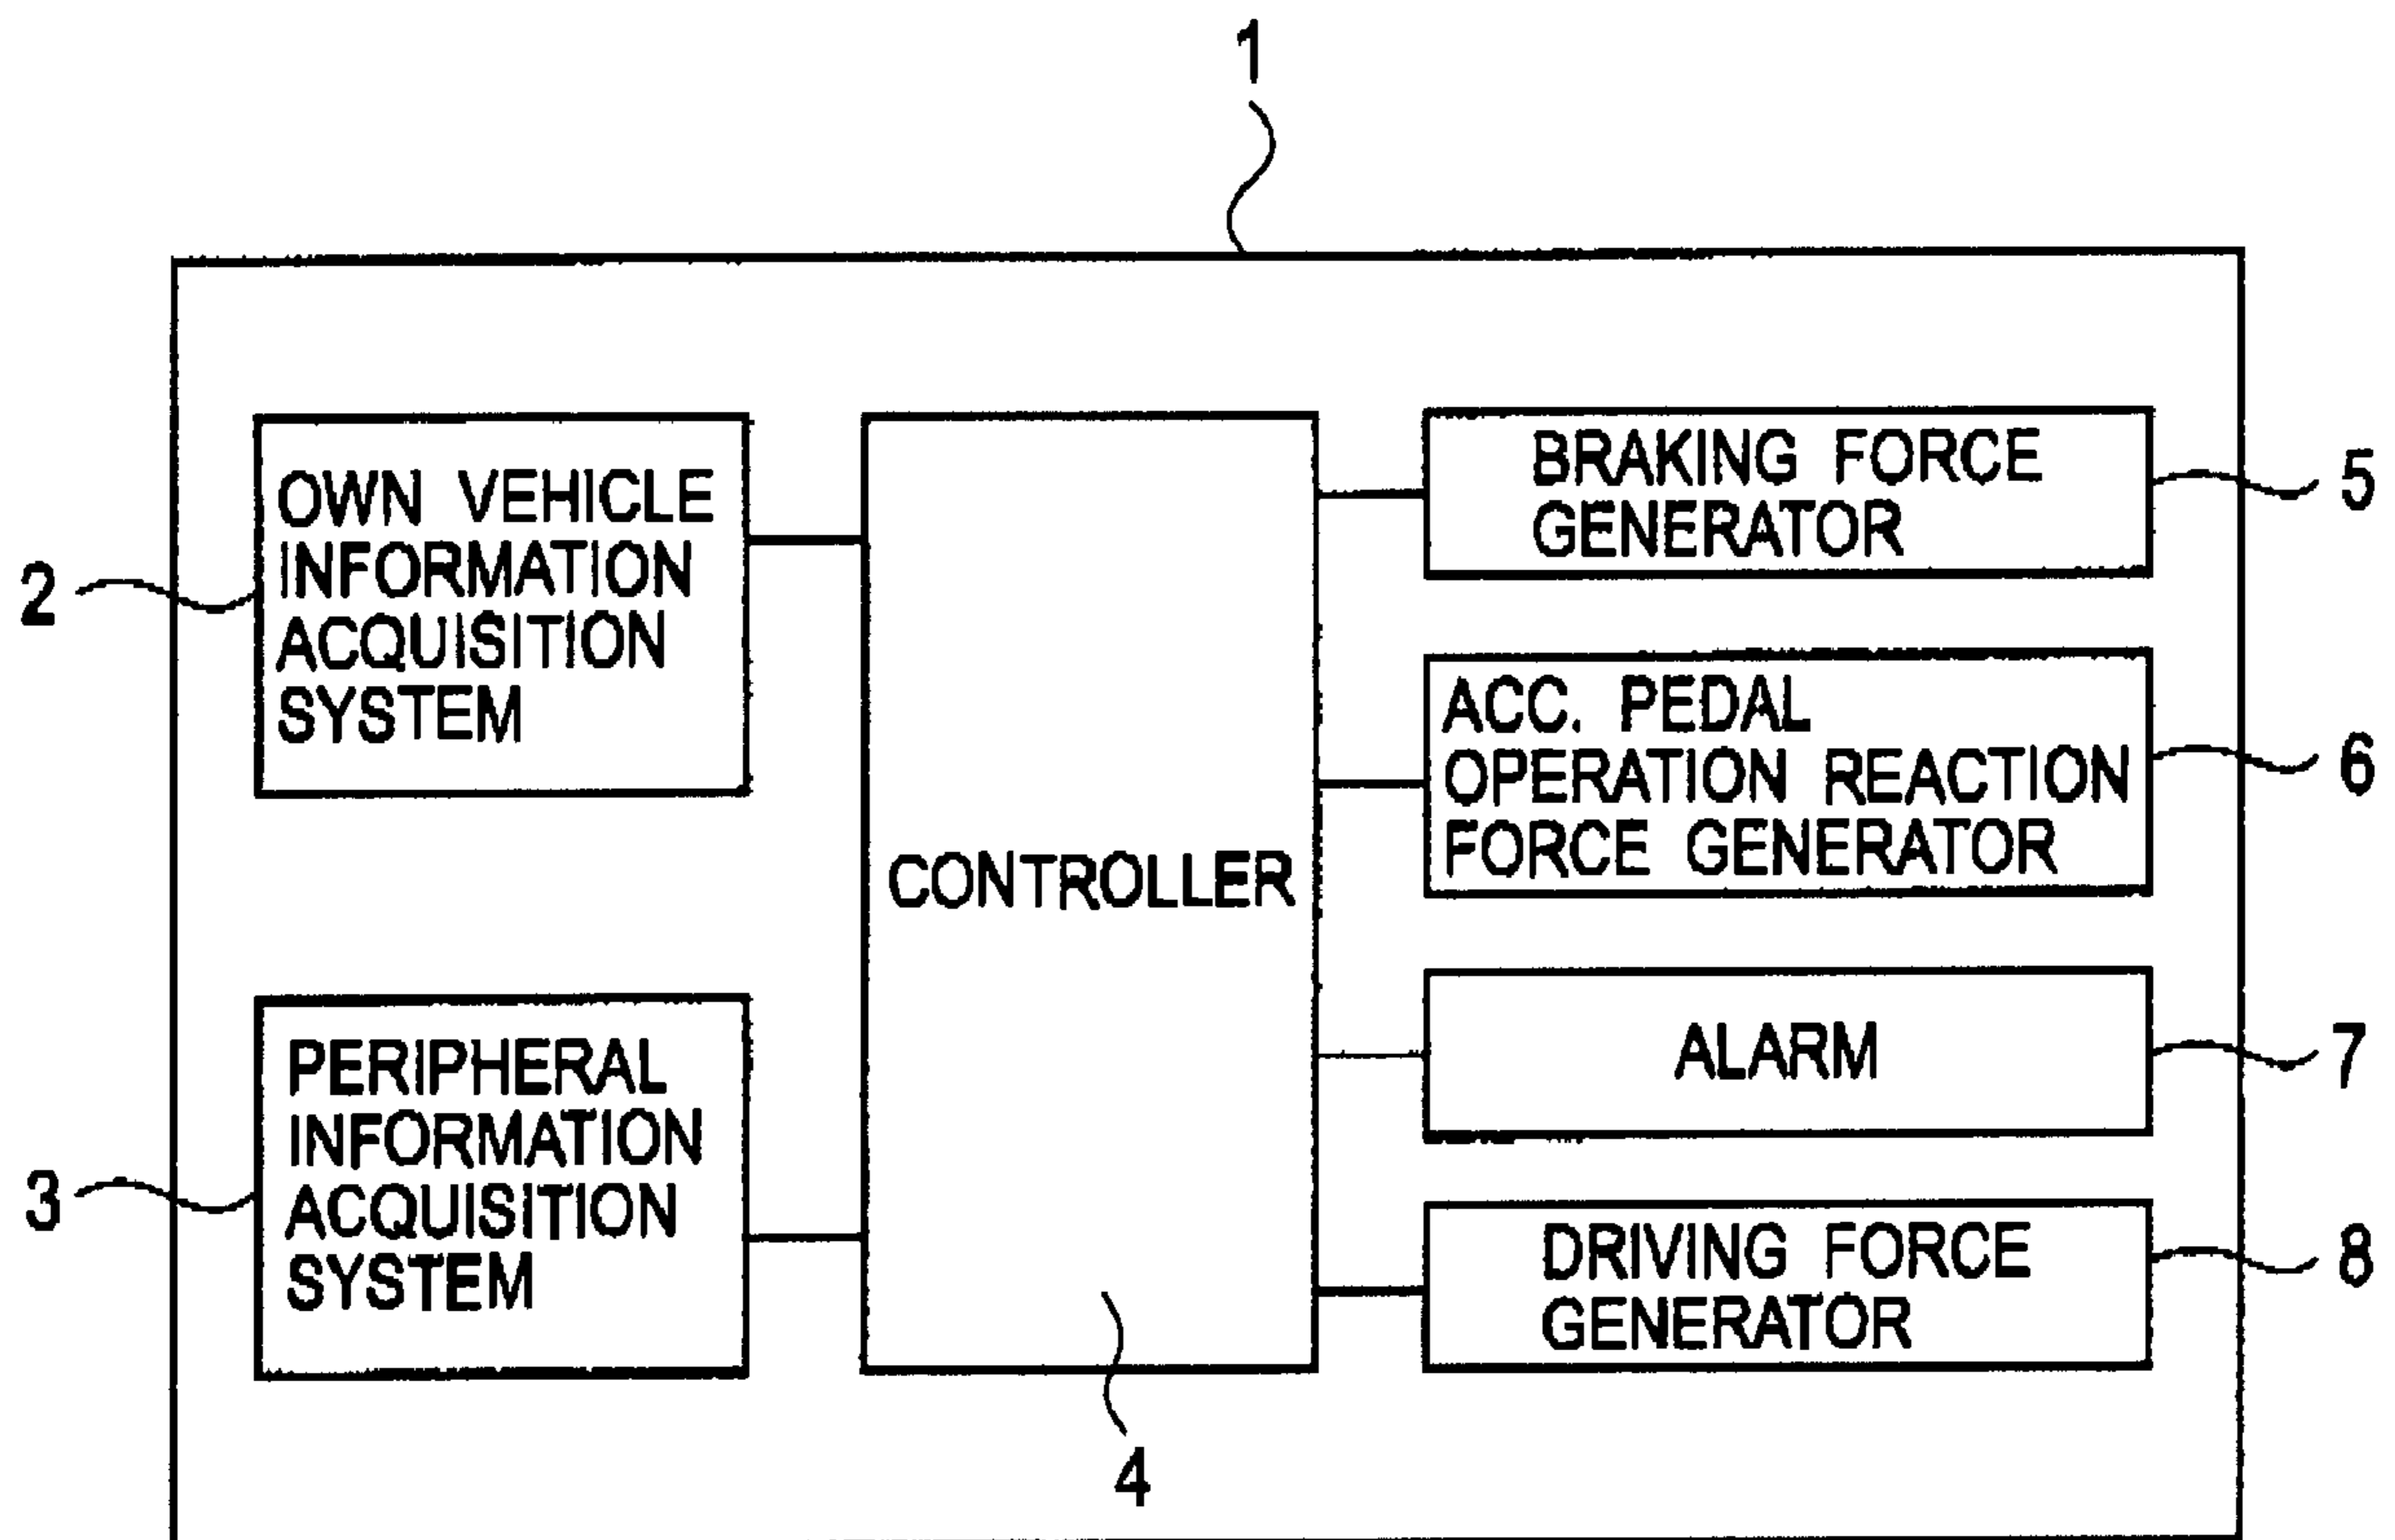 1
OWN VEHICLE
INFORMATION
ACQUISITION
SYSTEM
2
PERIPHERAL
INFORMATION
ACQUISITION
SYSTEM
3
CONTROLLER
4
BRAKING FORCE
GENERATOR
5
ACC. PEDAL
OPERATION REACTION
FORCE GENERATOR
6
ALARM
7
DRIVING FORCE
GENERATOR
8